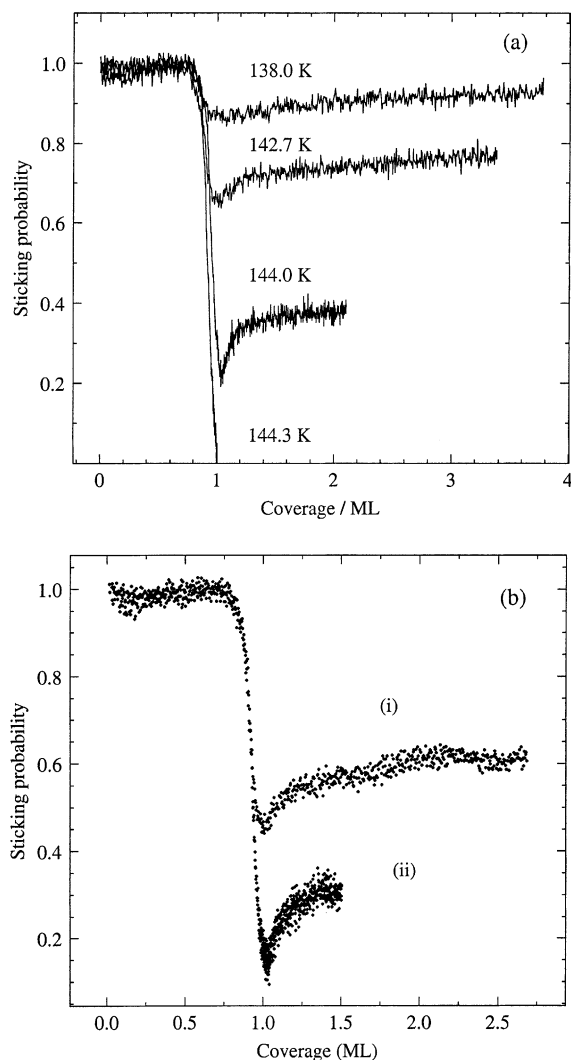 (a)
1.0
138.0 K
0.8
142.7 K
0.6
Sticking probability
0.4
144.0 K
0.2
144.3 K
0 1 2 3 4
Coverage / ML
(b)
1.0
0.8
(i)
0.6
Sticking probability
0.4
(ii)
0.2
0.0 0.5 1.0 1.5 2.0 2.5
Coverage (ML)